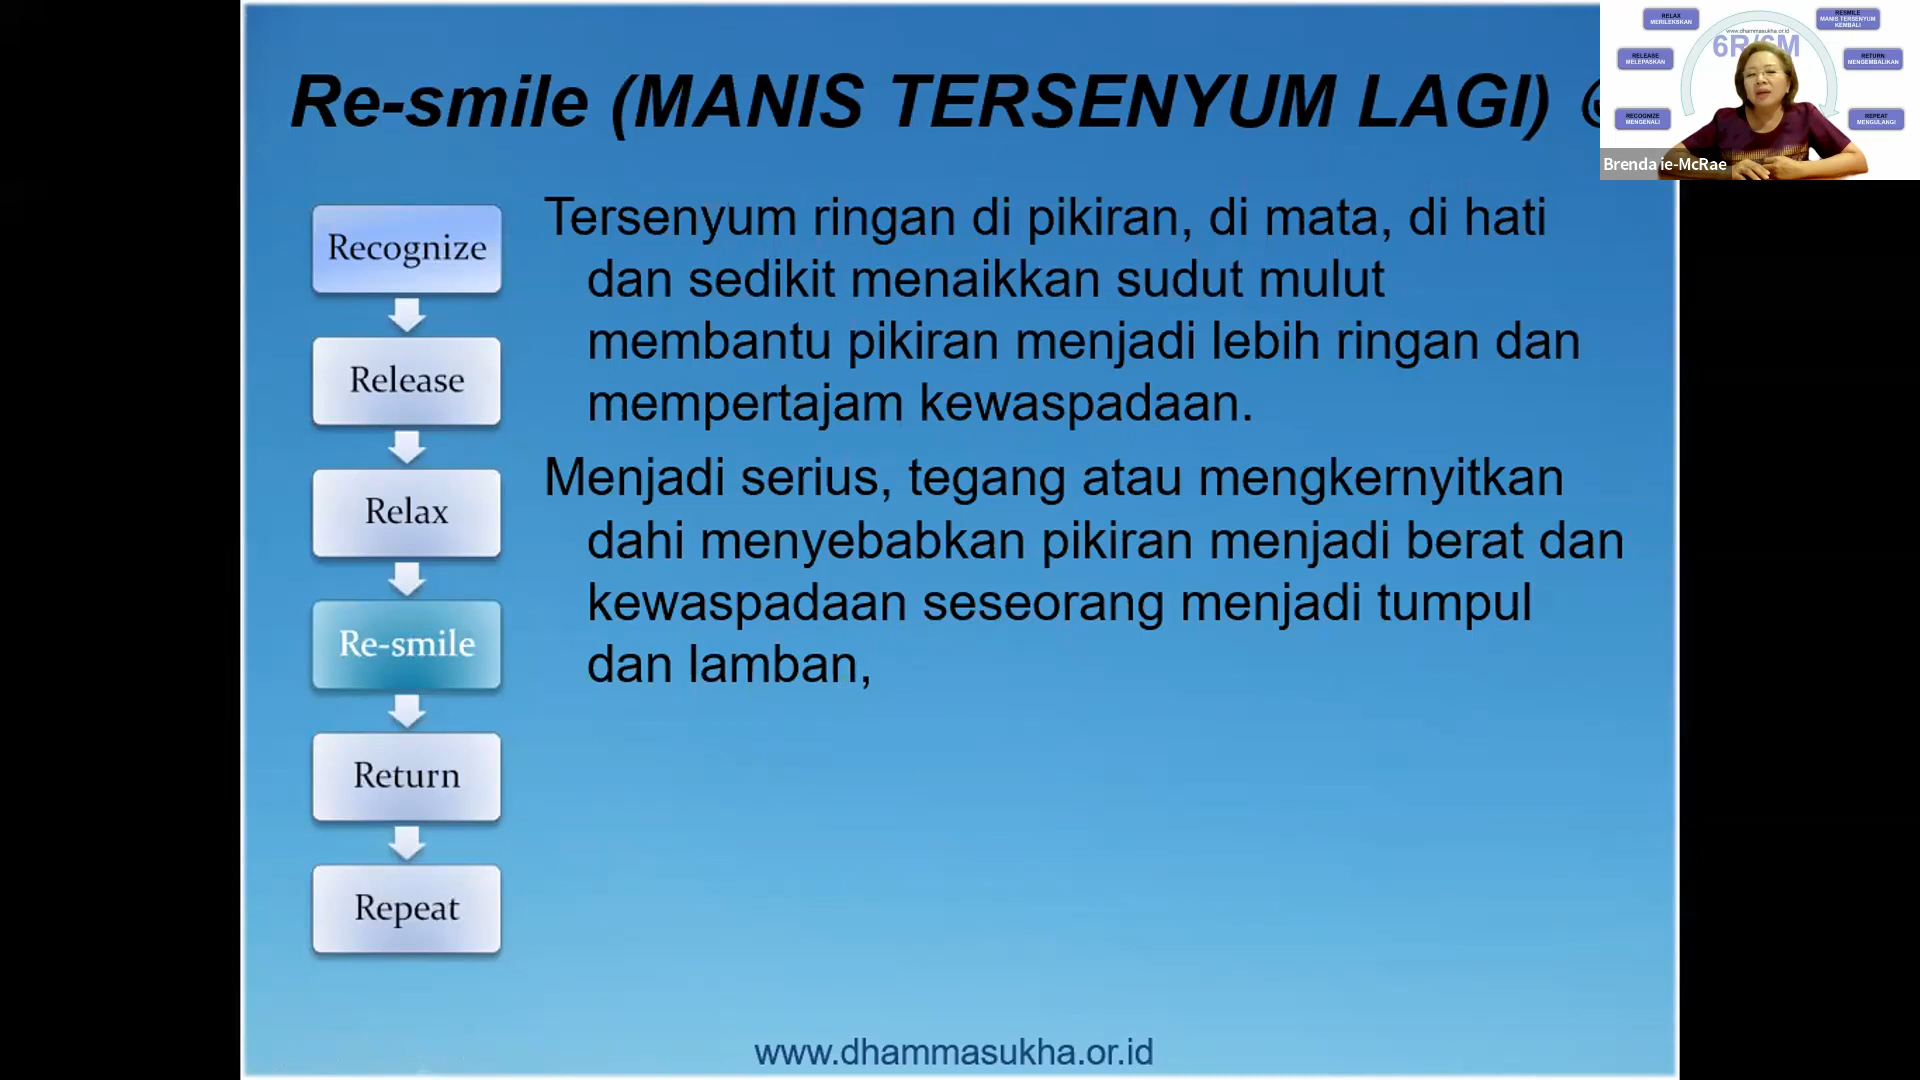 Re-smile (MANIS TERSENYUM LAGI)
Recognize
Release
Relax
Re-smile
Return
Repeat
Tersenyum ringan di pikiran, di mata, di hati
dan sedikit menaikkan sudut mulut
membantu pikiran menjadi lebih ringan dan
mempertajam kewaspadaan.
Menjadi serius, tegang atau mengkernyitkan
dahi menyebabkan pikiran menjadi berat dan
kewaspadaan seseorang menjadi tumpul
dan lamban,
www.dhammasukha.or.id
RELAX
MERILEKSKAN
RESMILE
MANIS TERSENYUM
KEMBALI
www.dhammasukha.or.id
6R/6M
RELEASE
MELEPASKAN
RETURN
MENGEMBALIKAN
RECOGNIZE
MENGENALI
REPEAT
MENGULANGI
Brenda ie-McRae